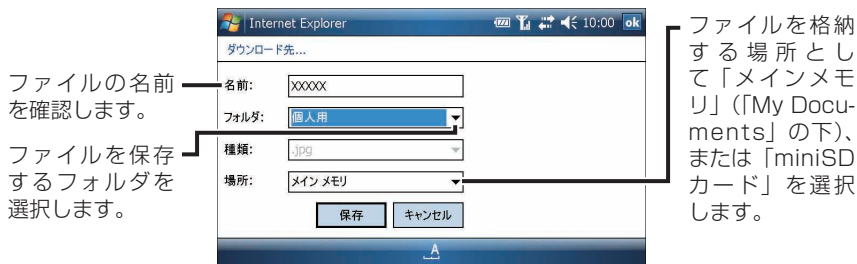 Internet Explorer 10:00 ok
ダウンロード先...
名前: XXXXX
フォルダ: 個人用
種類: .jpg
場所: メイン メモリ
保存 キャンセル
A
ファイルの名前
を確認します。
ファイルを保存
するフォルダを
選択します。
ファイルを格納
する場所とし
て「メインメモ
リ」(「My Docu-
ments」の下)、
または「miniSD
カード」を選択
します。